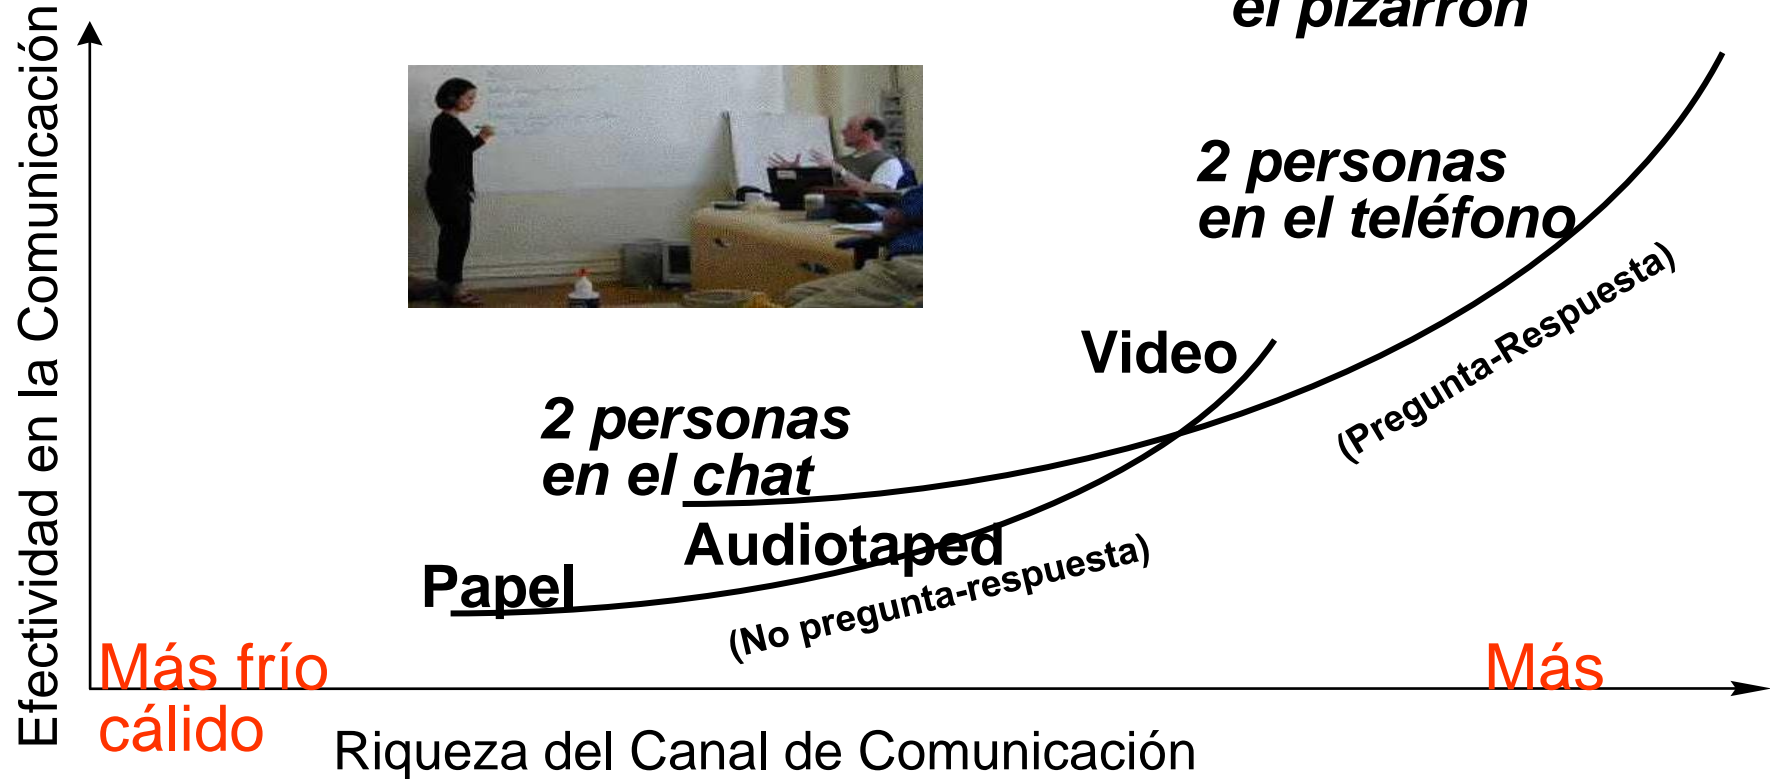 Efectividad en la Comunicación
el pizarrón
2 personas
en el teléfono
(Pregunta-Respuesta)
Video
2 personas
en el chat
Audiotaped
Papel
(No pregunta-respuesta)
Más frío
Más
cálido
Riqueza del Canal de Comunicación